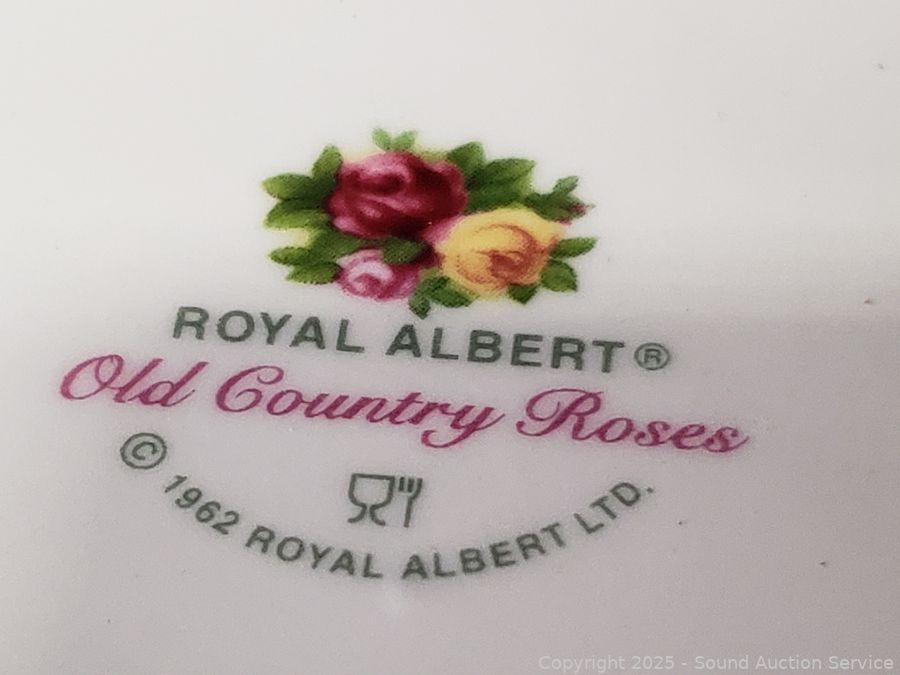 ROYAL ALBERT®
Old Country Roses
© 1962 ROYAL ALBERT LTD.
Copyright 2025 - Sound Auction Service